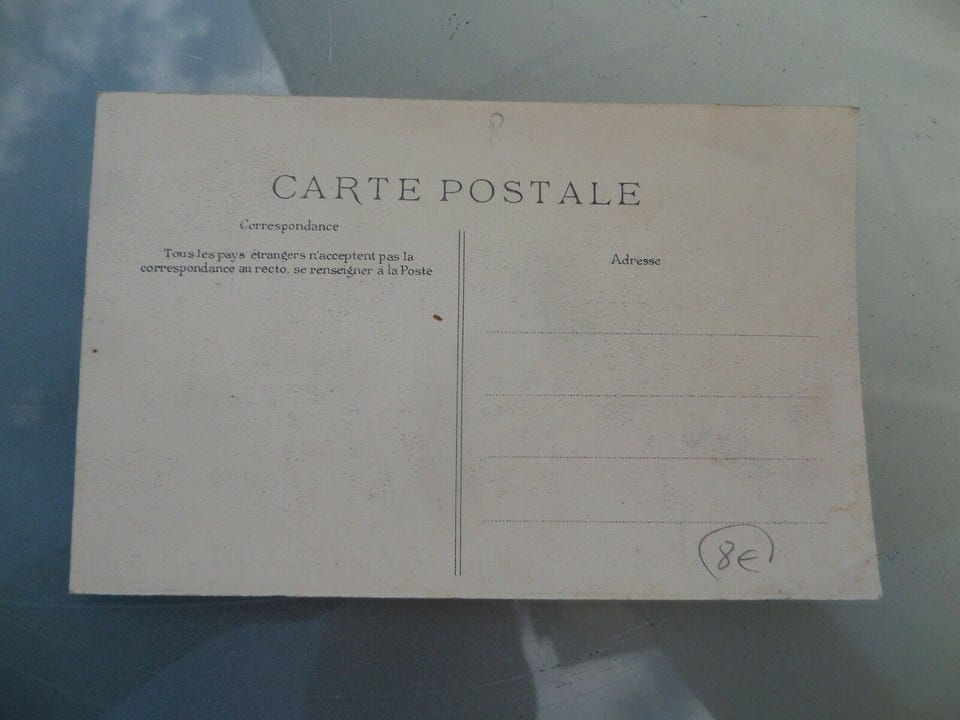 CARTE POSTALE
Correspondance
Tous les pays étrangers n'acceptent pas la
correspondance au recto, se renseigner à la Poste
Adresse
8€